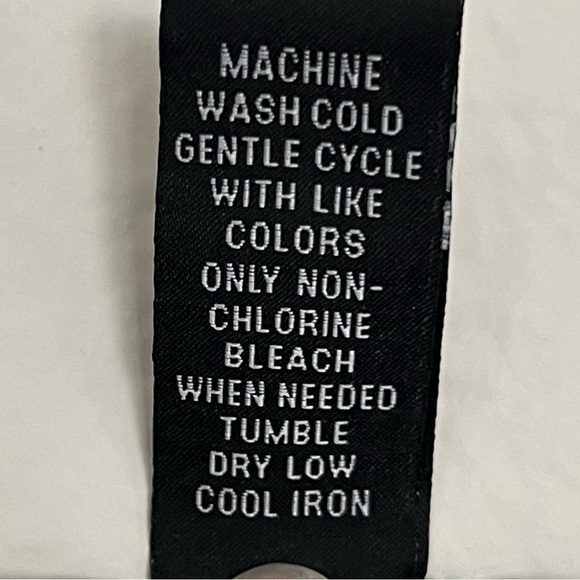 MACHINE
WASH COLD
GENTLE CYCLE
WITH LIKE
COLORS
ONLY NON-
CHLORINE
BLEACH
WHEN NEEDED
TUMBLE
DRY LOW
COOL IRON